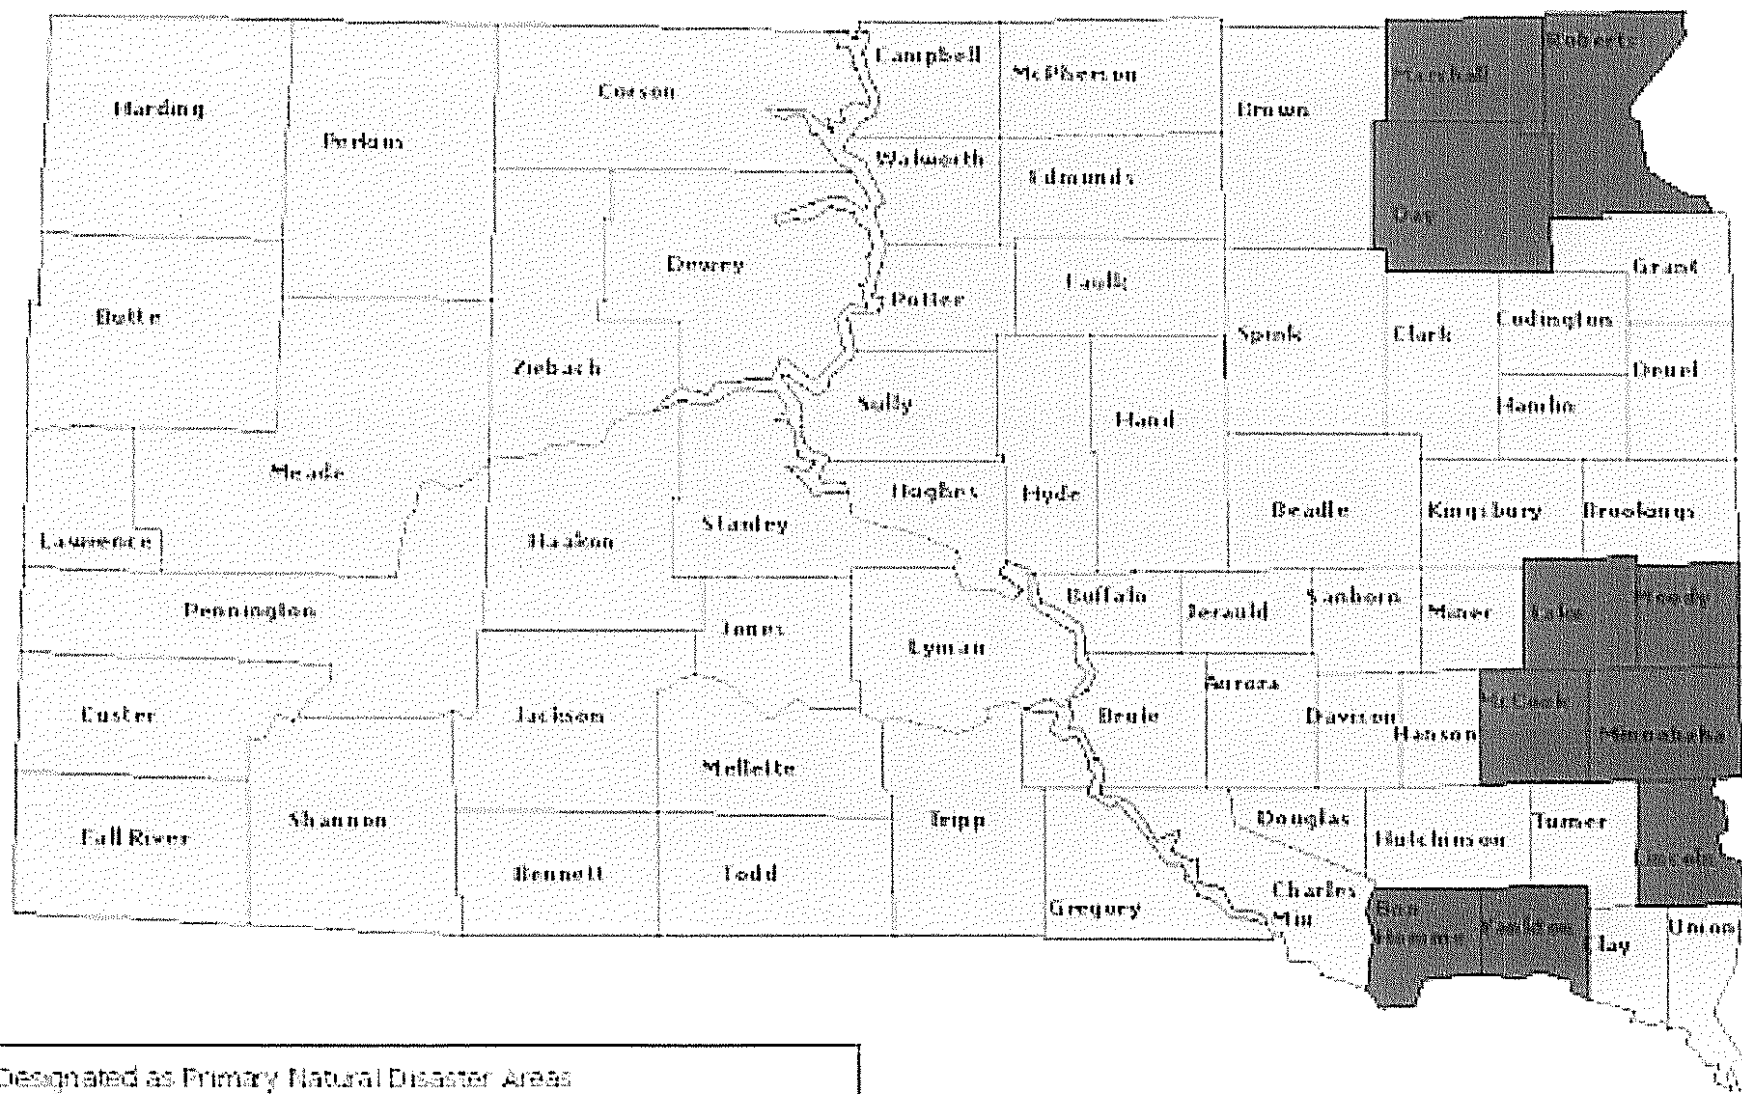 Campbell
Roberts
McPherson
Marshall
Harding
Corson
Brown
Perkins
Walworth
Edmunds
Day
Dewey
Grant
Faulk
Potter
Butte
Codington
Spink
Clark
Ziebach
Deuel
Sully
Hamlin
Hand
Meade
Hughes
Hyde
Beadle
Kingsbury
Brookings
Stanley
Lawrence
Haakon
Buffalo
Sanborn
Moody
Pennington
Jerauld
Miner
Lake
Jones
Lyman
Aurora
McCook
Custer
Jackson
Brule
Davison
Hanson
Minnehaha
Mellette
Shannon
Tripp
Douglas
Turner
Fall River
Hutchinson
Lincoln
Bennett
Todd
Charles
Mix
Gregory
Bon
Homme
Yankton
Clay
Union
Designated as Primary Natural Disaster Areas